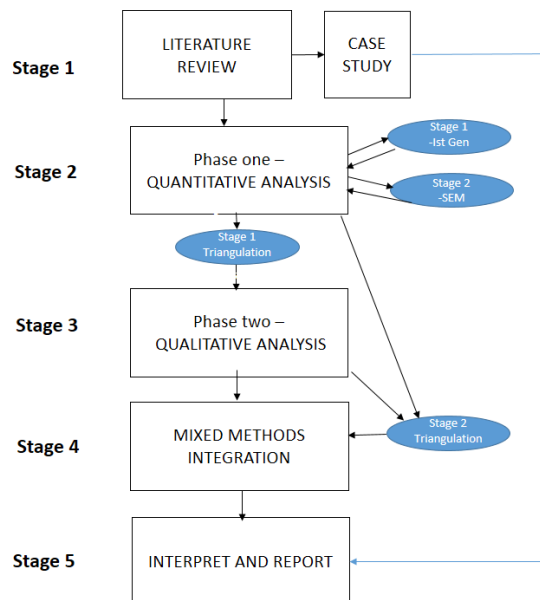 LITERATURE
REVIEW
CASE
STUDY
Stage 1
Phase one –
QUANTITATIVE ANALYSIS
Stage 1
-Ist Gen
Stage 2
Stage 2
-SEM
Stage 1
Triangulation
Stage 3
Phase two –
QUALITATIVE ANALYSIS
MIXED METHODS
INTEGRATION
Stage 2
Triangulation
Stage 4
Stage 5
INTERPRET AND REPORT